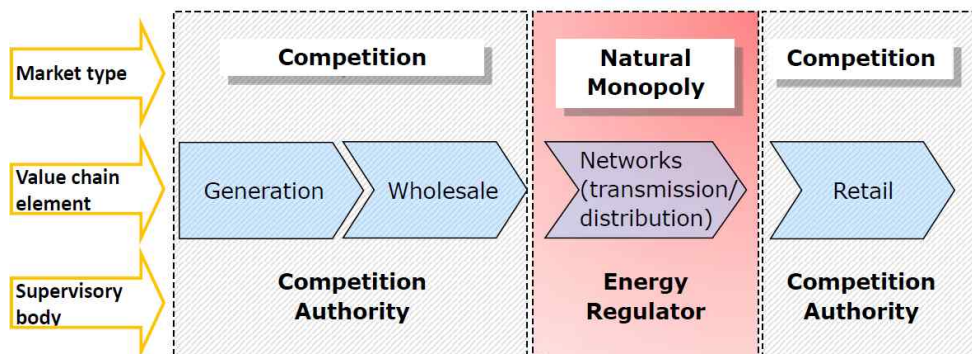 Market type
Competition
Natural
Monopoly
Competition
Value chain
element
Generation
Wholesale
Networks
(transmission/
distribution)
Retail
Supervisory
body
Competition
Authority
Energy
Regulator
Competition
Authority